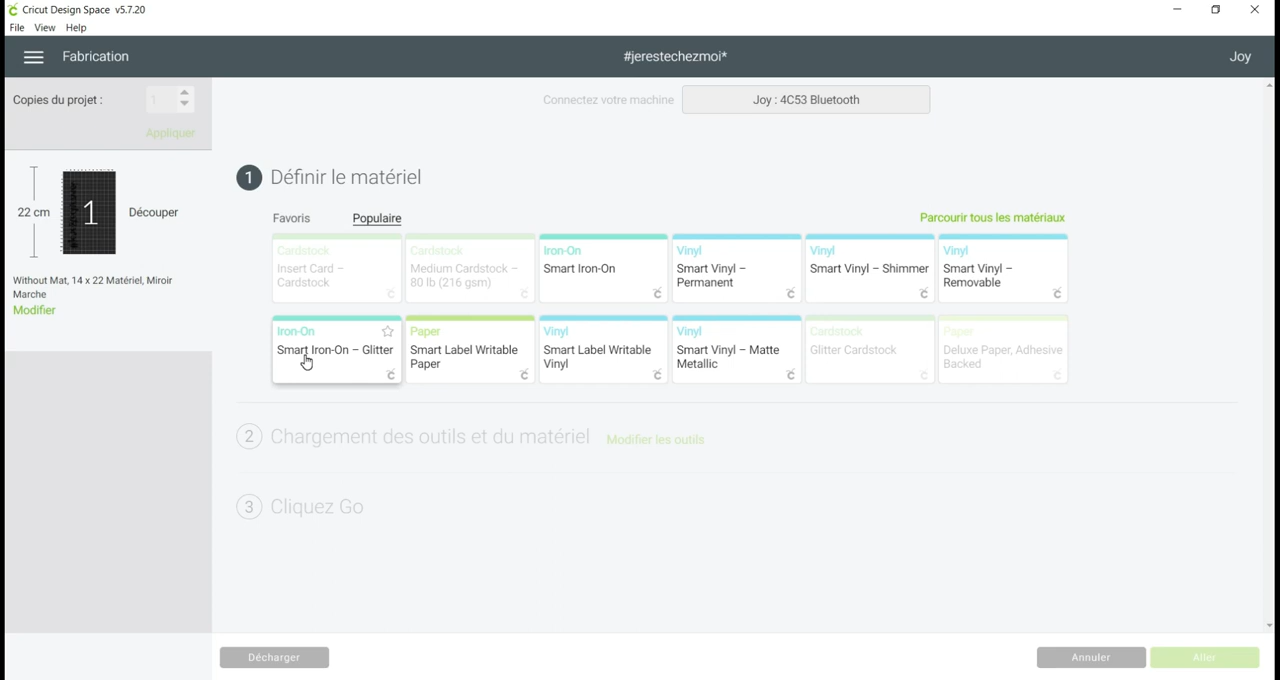 Cricut Design Space v5.7.20
File View Help
Fabrication
#jerestechezmoi*
Joy
Copies du projet :
1
Appliquer
Connectez votre machine
Joy : 4C53 Bluetooth
22 cm
1
Découper
Without Mat, 14 x 22 Matériel, Miroir
Marche
Modifier
1 Définir le matériel
Favoris
Populaire
Parcourir tous les matériaux
Cardstock
Insert Card –
Cardstock
Cardstock
Medium Cardstock –
80 lb (216 gsm)
Iron-On
Smart Iron-On
Vinyl
Smart Vinyl –
Permanent
Vinyl
Smart Vinyl – Shimmer
Vinyl
Smart Vinyl –
Removable
Iron-On
Smart Iron-On – Glitter
Paper
Smart Label Writable
Paper
Vinyl
Smart Label Writable
Vinyl
Vinyl
Smart Vinyl – Matte
Metallic
Cardstock
Glitter Cardstock
Paper
Deluxe Paper, Adhesive
Backed
2 Chargement des outils et du matériel
Modifier les outils
3 Cliquez Go
Décharger
Annuler
Aller